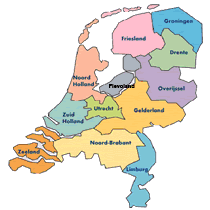 Groningen
Friesland
Drente
Noord
Holland
Flevoland
Overijssel
Utrecht
Gelderland
Zuid
Holland
Noord-Brabant
Zeeland
Limburg